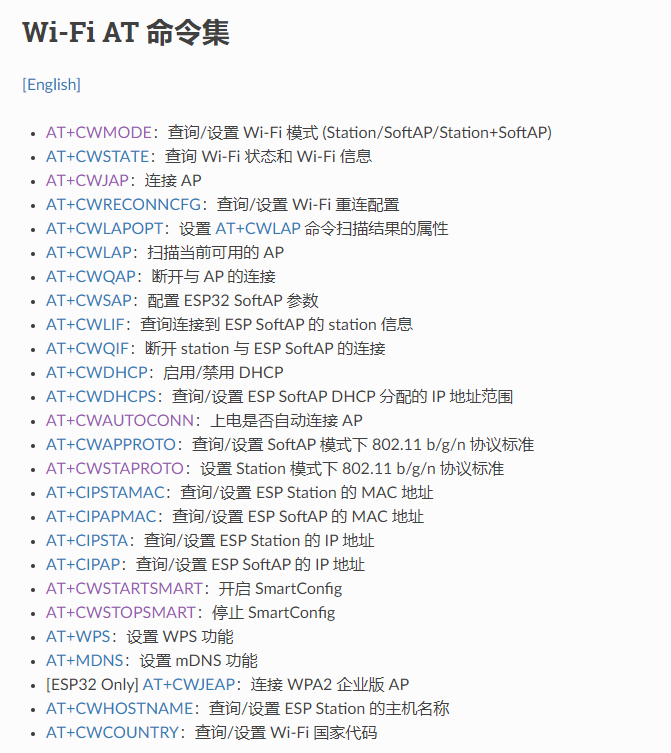 Wi-Fi AT 命令集
[English]
AT+CWMODE：查询/设置 Wi-Fi 模式 (Station/SoftAP/Station+SoftAP)
AT+CWSTATE：查询 Wi-Fi 状态和 Wi-Fi 信息
AT+CWJAP：连接 AP
AT+CWRECONNCFG：查询/设置 Wi-Fi 重连配置
AT+CWLAPOPT：设置 AT+CWLAP 命令扫描结果的属性
AT+CWLAP：扫描当前可用的 AP
AT+CWQAP：断开与 AP 的连接
AT+CWSAP：配置 ESP32 SoftAP 参数
AT+CWLIF：查询连接到 ESP SoftAP 的 station 信息
AT+CWQIF：断开 station 与 ESP SoftAP 的连接
AT+CWDHCP：启用/禁用 DHCP
AT+CWDHCPS：查询/设置 ESP SoftAP DHCP 分配的 IP 地址范围
AT+CWAUTOCONN：上电是否自动连接 AP
AT+CWAPPROTO：查询/设置 SoftAP 模式下 802.11 b/g/n 协议标准
AT+CWSTAPROTO：设置 Station 模式下 802.11 b/g/n 协议标准
AT+CIPSTAMAC：查询/设置 ESP Station 的 MAC 地址
AT+CIPAPMAC：查询/设置 ESP SoftAP 的 MAC 地址
AT+CIPSTA：查询/设置 ESP Station 的 IP 地址
AT+CIPAP：查询/设置 ESP SoftAP 的 IP 地址
AT+CWSTARTSMART：开启 SmartConfig
AT+CWSTOPSMART：停止 SmartConfig
AT+WPS：设置 WPS 功能
AT+MDNS：设置 mDNS 功能
[ESP32 Only] AT+CWJEAP：连接 WPA2 企业版 AP
AT+CWHOSTNAME：查询/设置 ESP Station 的主机名称
AT+CWCOUNTRY：查询/设置 Wi-Fi 国家代码